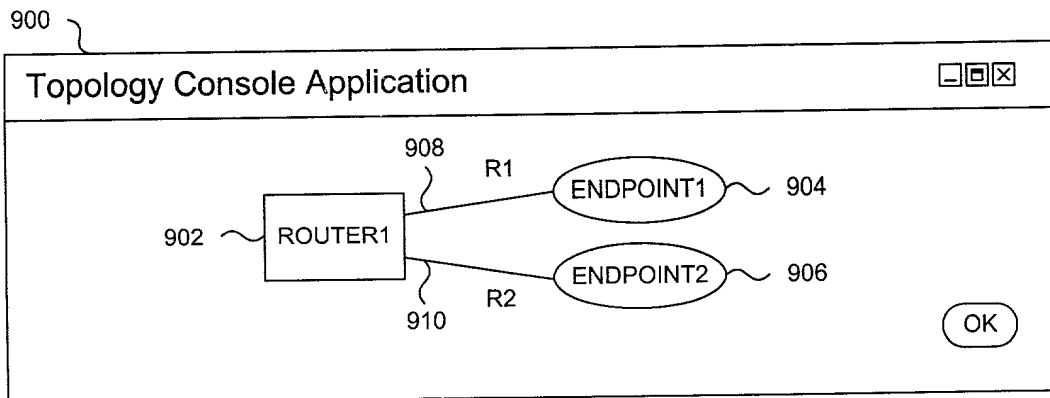 900
Topology Console Application
908
R1
ENDPOINT1
904
902
ROUTER1
ENDPOINT2
906
R2
910
OK